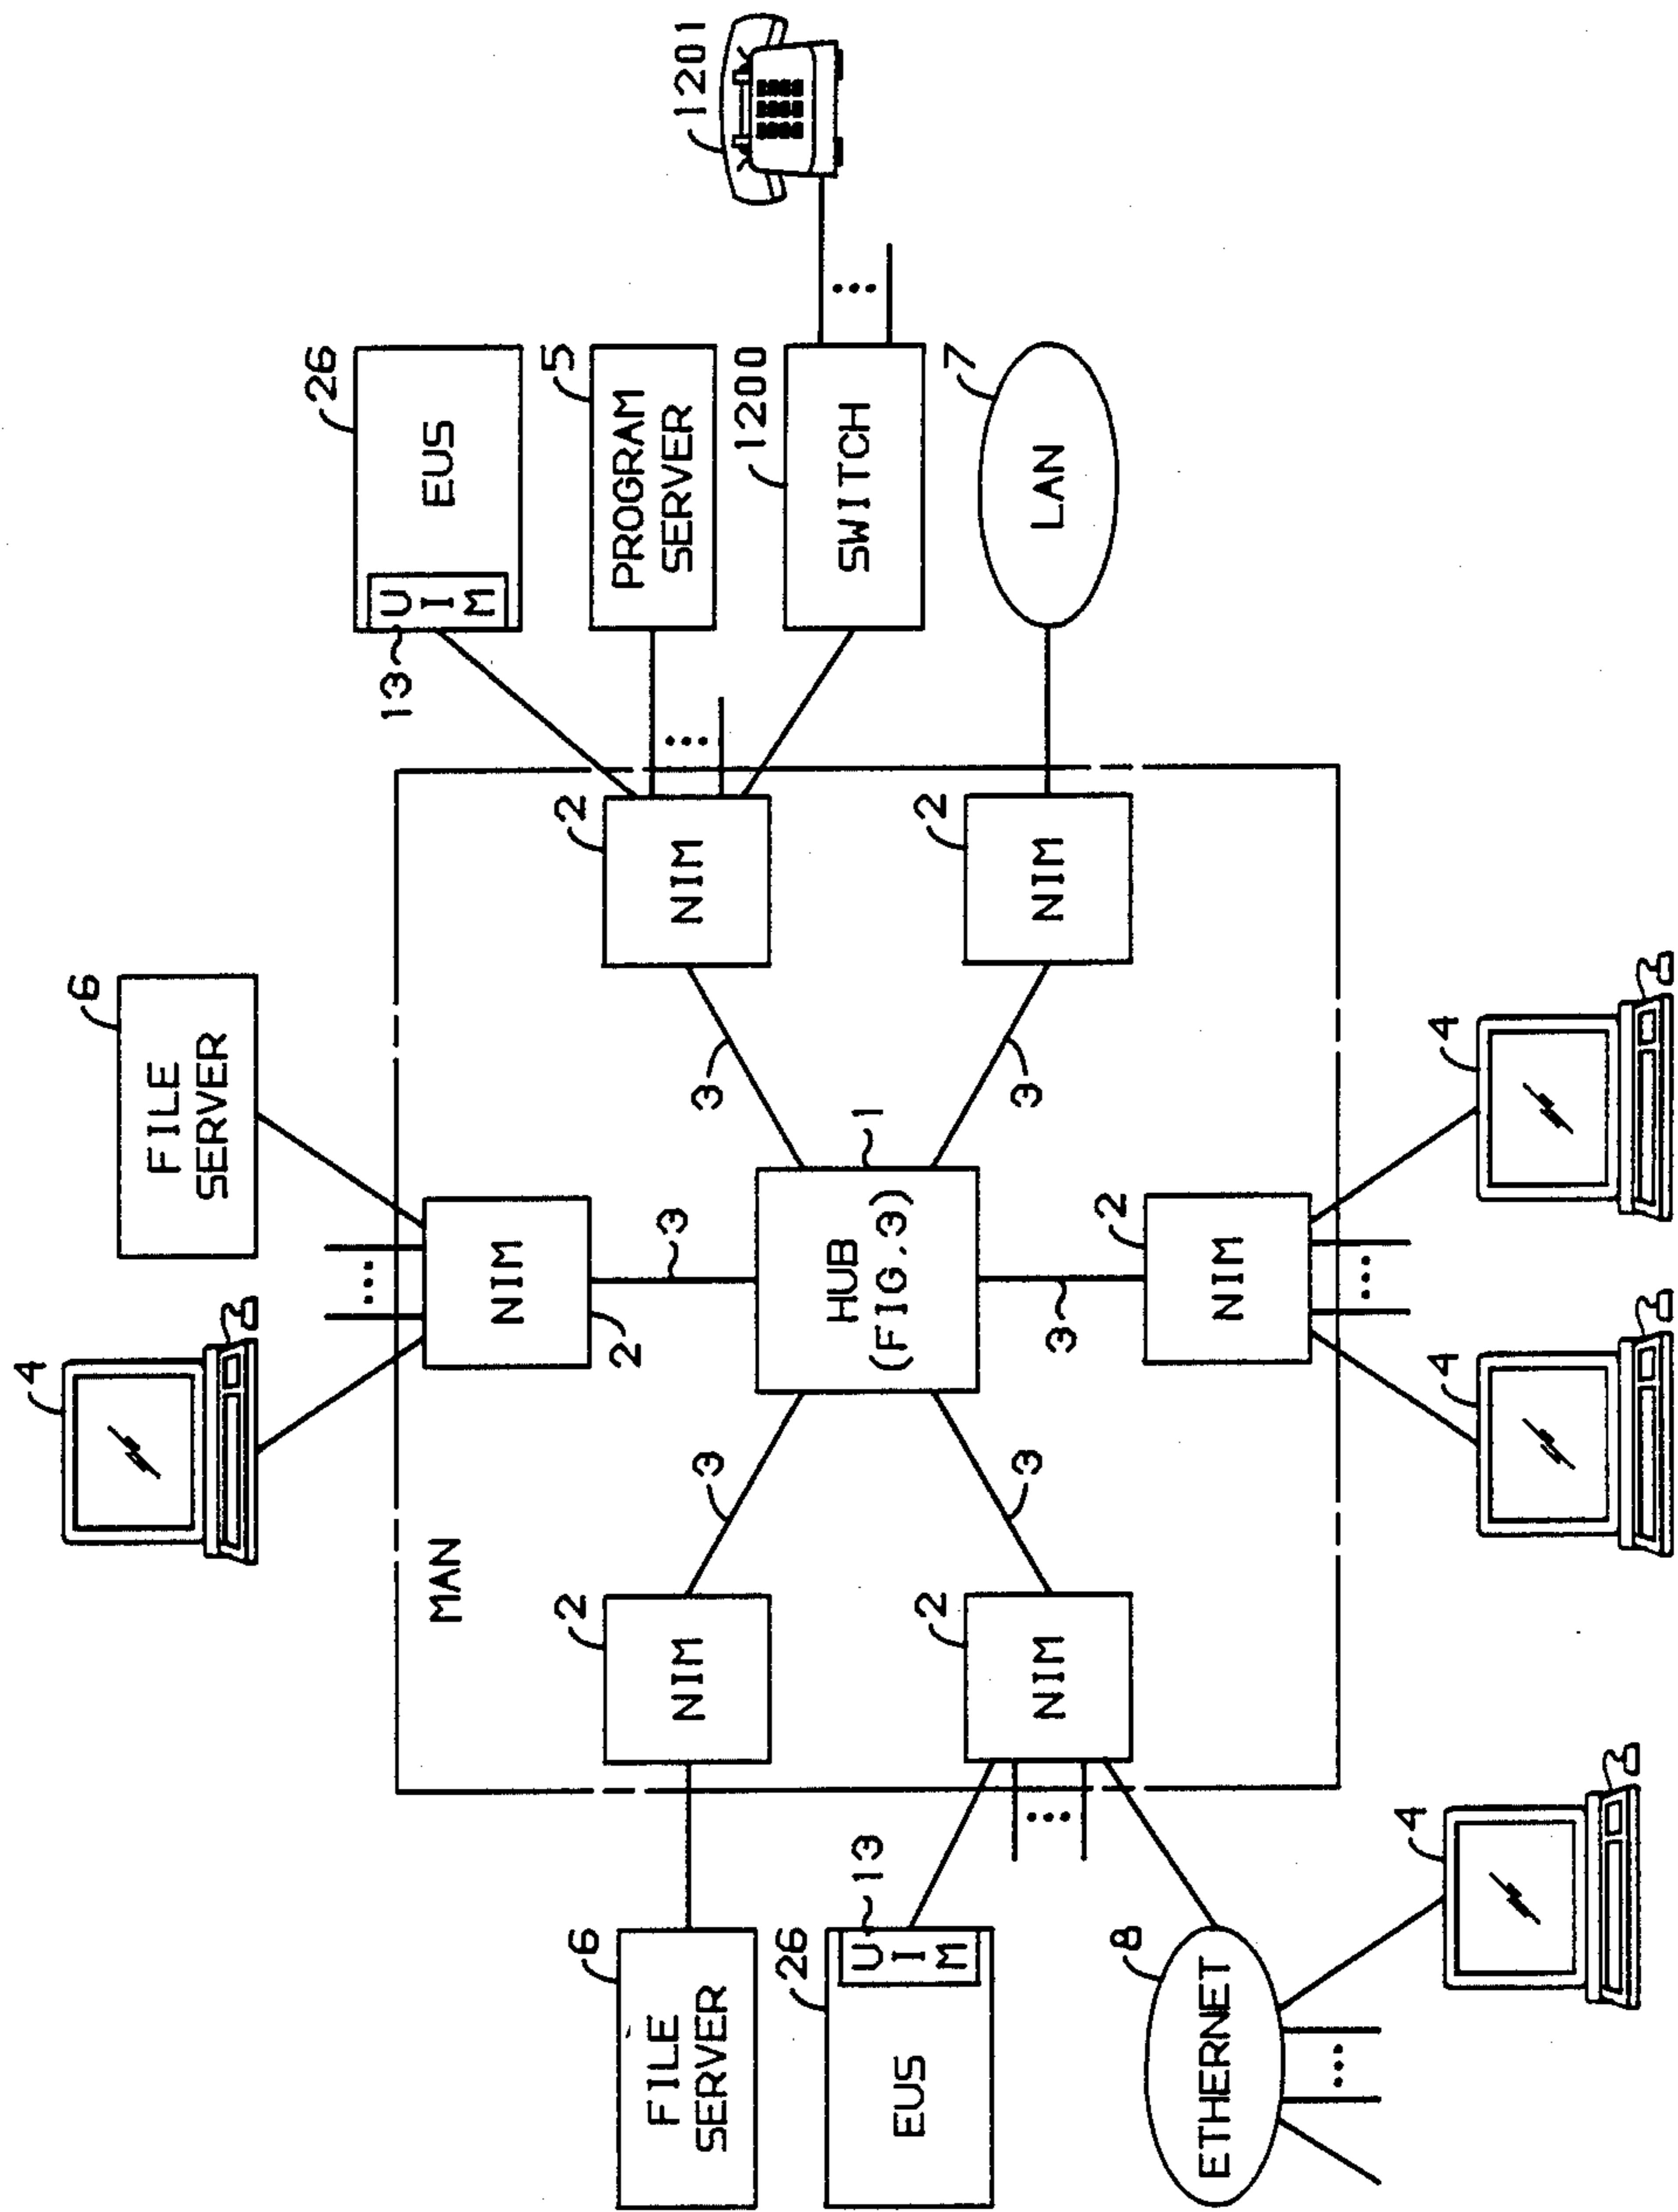 4
6
FILE
SERVER
MAN
NIM
2
26
EUS
13
U
I
M
5
PROGRAM
SERVER
6
FILE
SERVER
2
NIM
3
3
3
2
NIM
1200
SWITCH
1201
26
EUS
13
U
I
M
HUB
(FIG.3)
1
2
NIM
3
3
3
2
NIM
7
LAN
8
ETHERNET
2
NIM
4
4
4